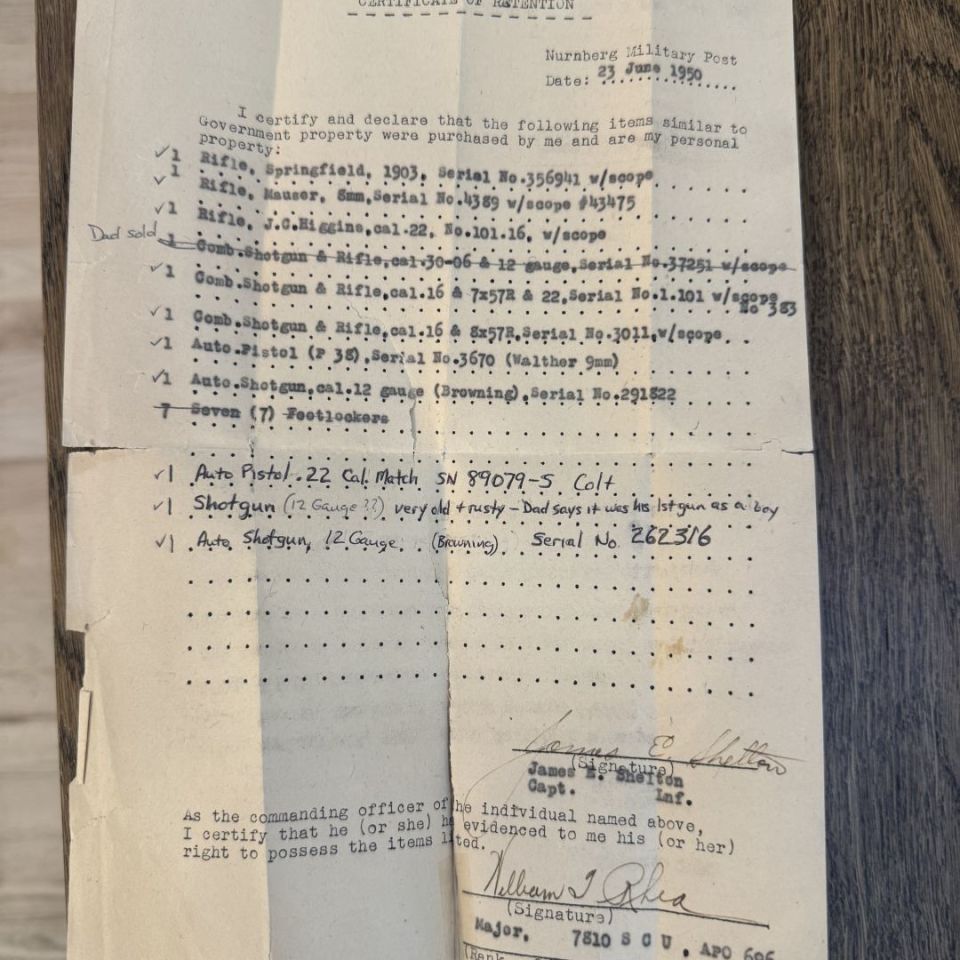 CERTIFICATE OF RETENTION
Nurnberg Military Post
Date: 23 June 1950
I certify and declare that the following items similar to
Government property were purchased by me and are my personal
property:
✓1 Rifle, Springfield, 1903, Serial No.356941 w/scope
✓1 Rifle, Mauser, 8mm,Serial No.4389 w/scope #43475
✓1 Rifle, J.C.Higgins,cal.22, No.101.16, w/scope
Dad sold 1 Comb.Shotgun & Rifle,cal.30-06 & 12 gauge,Serial No.37251 w/scope
✓1 Comb.Shotgun & Rifle,cal.16 & 7x57R & 22,Serial No.1.101 w/scope
No 383
✓1 Comb.Shotgun & Rifle,cal.16 & 8x57R,Serial No.3011,w/scope
✓1 Auto.Pistol (P 38),Serial No.3670 (Walther 9mm)
✓1 Auto.Shotgun,cal.12 gauge (Browning),Serial No.291822
7 Seven (7) Footlockers
✓1 Auto Pistol .22 Cal. Match SN 89079-S Colt
✓1 Shotgun (12 Gauge ??) very old + rusty - Dad says it was his 1st gun as a boy
✓1 Auto Shotgun, 12 Gauge (Browning) Serial No. 262316
James E. Shelton
(Signature)
James E. Shelton
Capt. Inf.
As the commanding officer of he individual named above,
I certify that he (or she) h evidenced to me his (or her)
right to possess the items l ted.
William J Rhea
(Signature)
Major, 7810 S C U , APO 696
(Rank